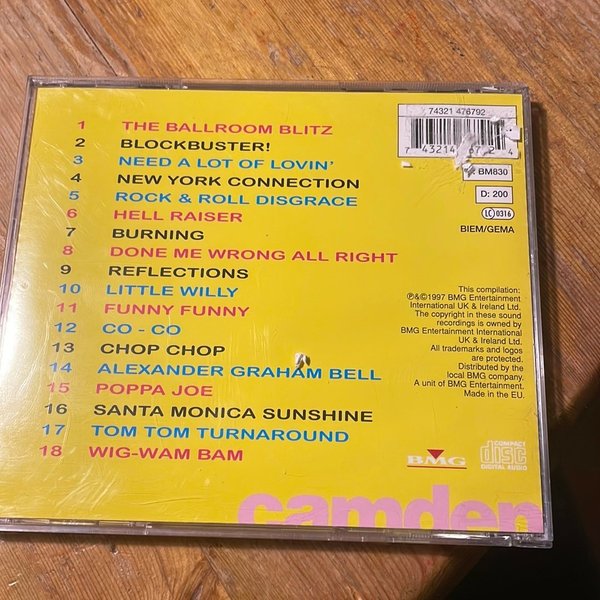 74321 476792
1 THE BALLROOM BLITZ
2 BLOCKBUSTER!
3 NEED A LOT OF LOVIN'
4 NEW YORK CONNECTION
5 ROCK & ROLL DISGRACE
6 HELL RAISER
7 BURNING
8 DONE ME WRONG ALL RIGHT
9 REFLECTIONS
10 LITTLE WILLY
11 FUNNY FUNNY
12 CO - CO
13 CHOP CHOP
14 ALEXANDER GRAHAM BELL
15 POPPA JOE
16 SANTA MONICA SUNSHINE
17 TOM TOM TURNAROUND
18 WIG-WAM BAM
BM830
D: 200
LC 0316
BIEM/GEMA
This compilation:
℗&©1997 BMG Entertainment
International UK & Ireland Ltd.
The copyright in these sound
recordings is owned by
BMG Entertainment International
UK & Ireland Ltd.
All trademarks and logos
are protected.
Distributed by the
local BMG company.
A unit of BMG Entertainment.
Made in the EU.
BMG
COMPACT
disc
DIGITAL AUDIO
camden